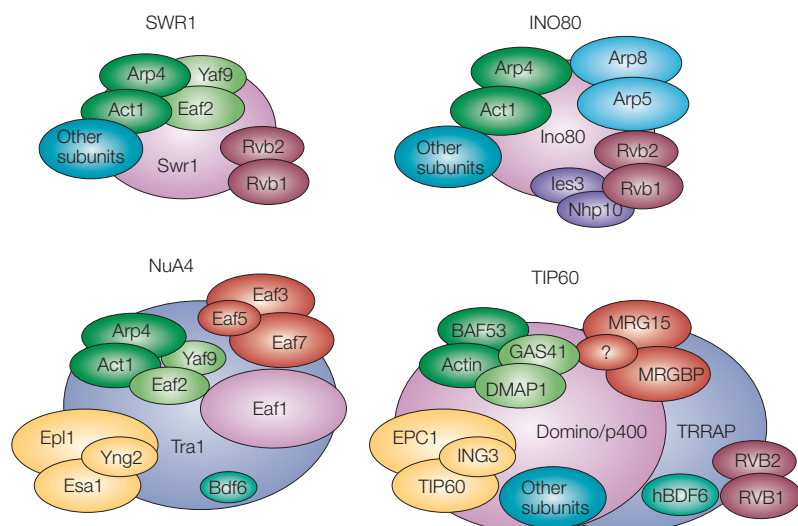 SWR1
Arp4
Yaf9
Act1
Eaf2
Other
subunits
Swr1
Rvb2
Rvb1
INO80
Arp4
Arp8
Act1
Arp5
Ino80
Other
subunits
Rvb2
Ies3
Rvb1
Nhp10
NuA4
Eaf3
Eaf5
Arp4
Eaf7
Yaf9
Act1
Eaf2
Eaf1
Epl1
Tra1
Yng2
Esa1
Bdf6
TIP60
MRG15
BAF53
GAS41
?
Actin
MRGBP
DMAP1
EPC1
Domino/p400
TRRAP
ING3
RVB2
TIP60
Other
subunits
hBDF6
RVB1